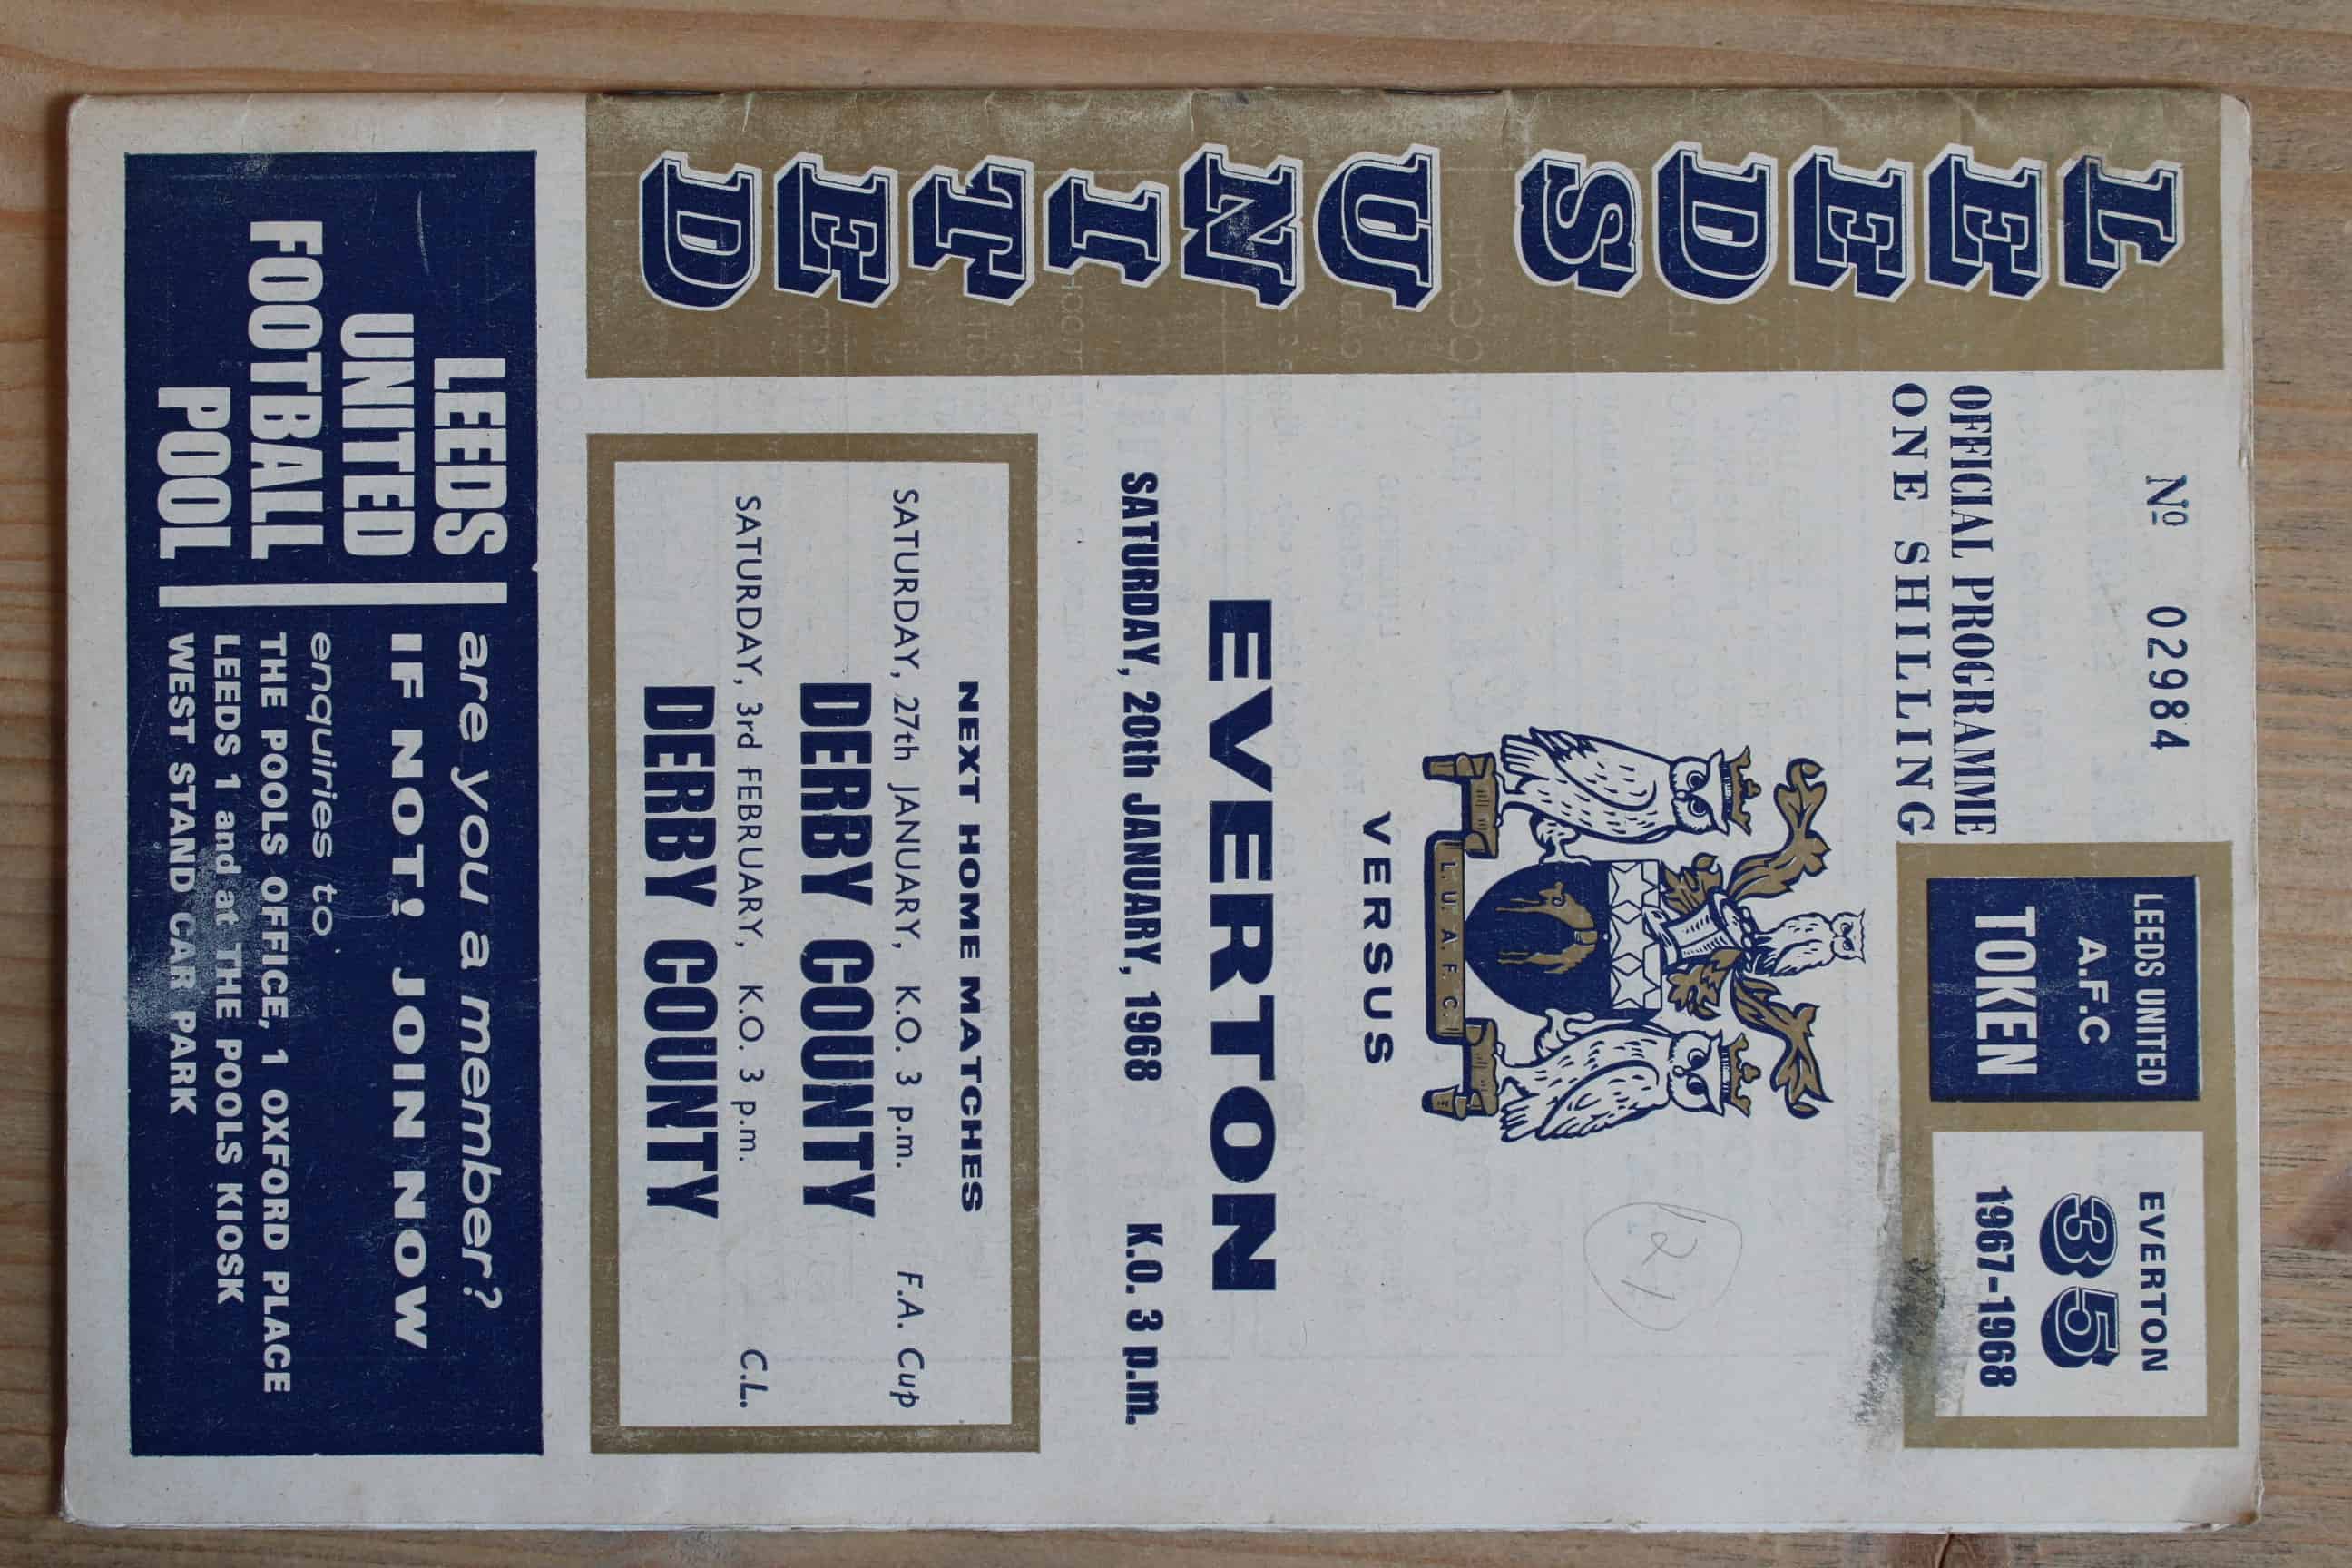 LEEDS UNITED
Nº 02984
OFFICIAL PROGRAMME
ONE SHILLING
LEEDS UNITED
A.F.C
TOKEN
EVERTON
35
1967-1968
L. U. A. F. C.
VERSUS
EVERTON
SATURDAY, 20th JANUARY, 1968 K.O. 3 p.m.
NEXT HOME MATCHES
SATURDAY, 27th JANUARY, K.O. 3 p.m. F.A. Cup
DERBY COUNTY
SATURDAY, 3rd FEBRUARY, K.O. 3 p.m. C.L.
DERBY COUNTY
LEEDS
UNITED
FOOTBALL
POOL
are you a member?
IF NOT! JOIN NOW
enquiries to
THE POOLS OFFICE, 1 OXFORD PLACE
LEEDS 1 and at THE POOLS KIOSK
WEST STAND CAR PARK